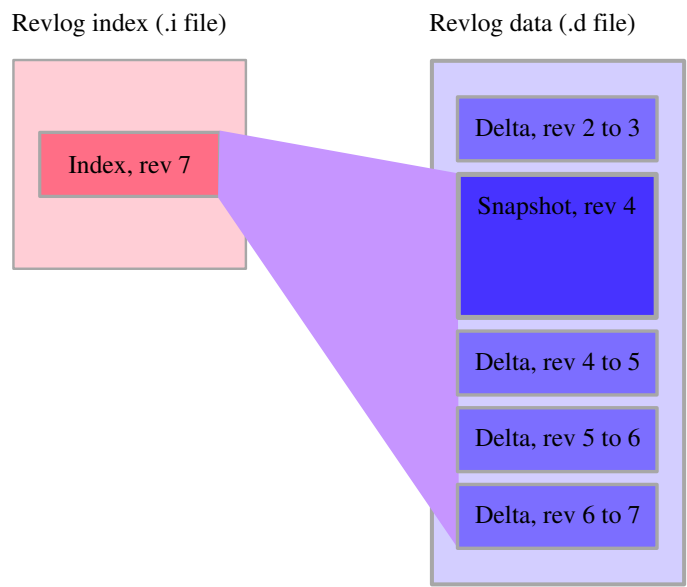 Revlog index (.i file)
Revlog data (.d file)
Index, rev 7
Delta, rev 2 to 3
Snapshot, rev 4
Delta, rev 4 to 5
Delta, rev 5 to 6
Delta, rev 6 to 7